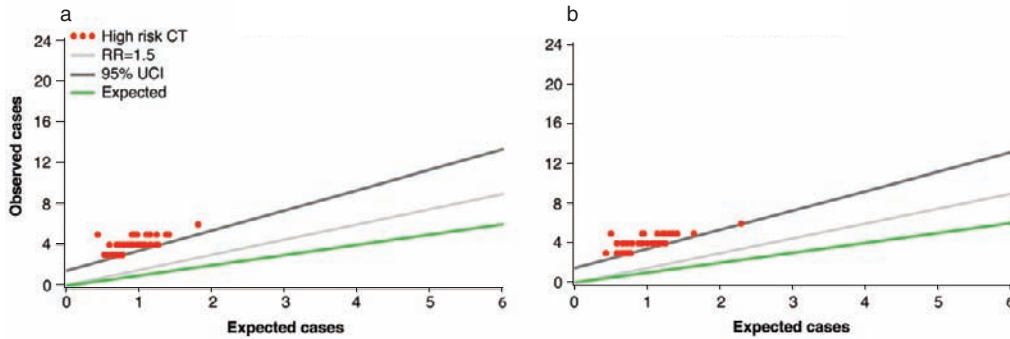 a
24
20
16
12
8
4
0
Observed cases
High risk CT
RR=1.5
95% UCI
Expected
0 1 2 3 4 5 6
Expected cases
b
24
20
16
12
8
4
0
0 1 2 3 4 5 6
Expected cases